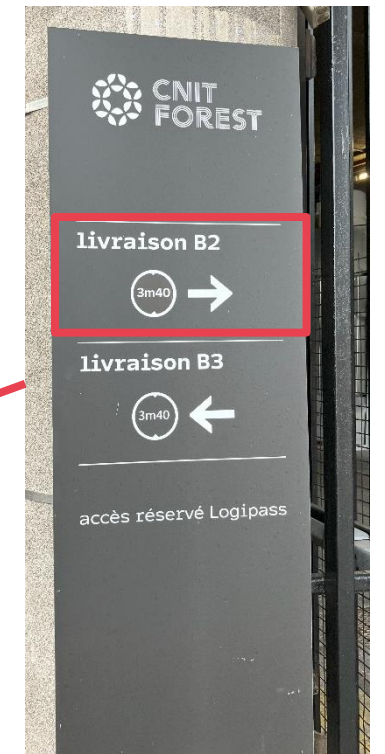 CNIT
FOREST
livraison B2
3m40
livraison B3
3m40
accès réservé Logipass